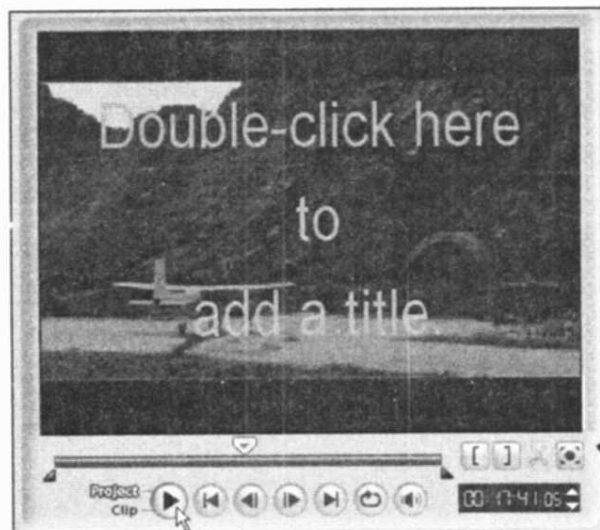 Double-click here
to
add a title.
[ ]
Project
Clip
00:17:41:05